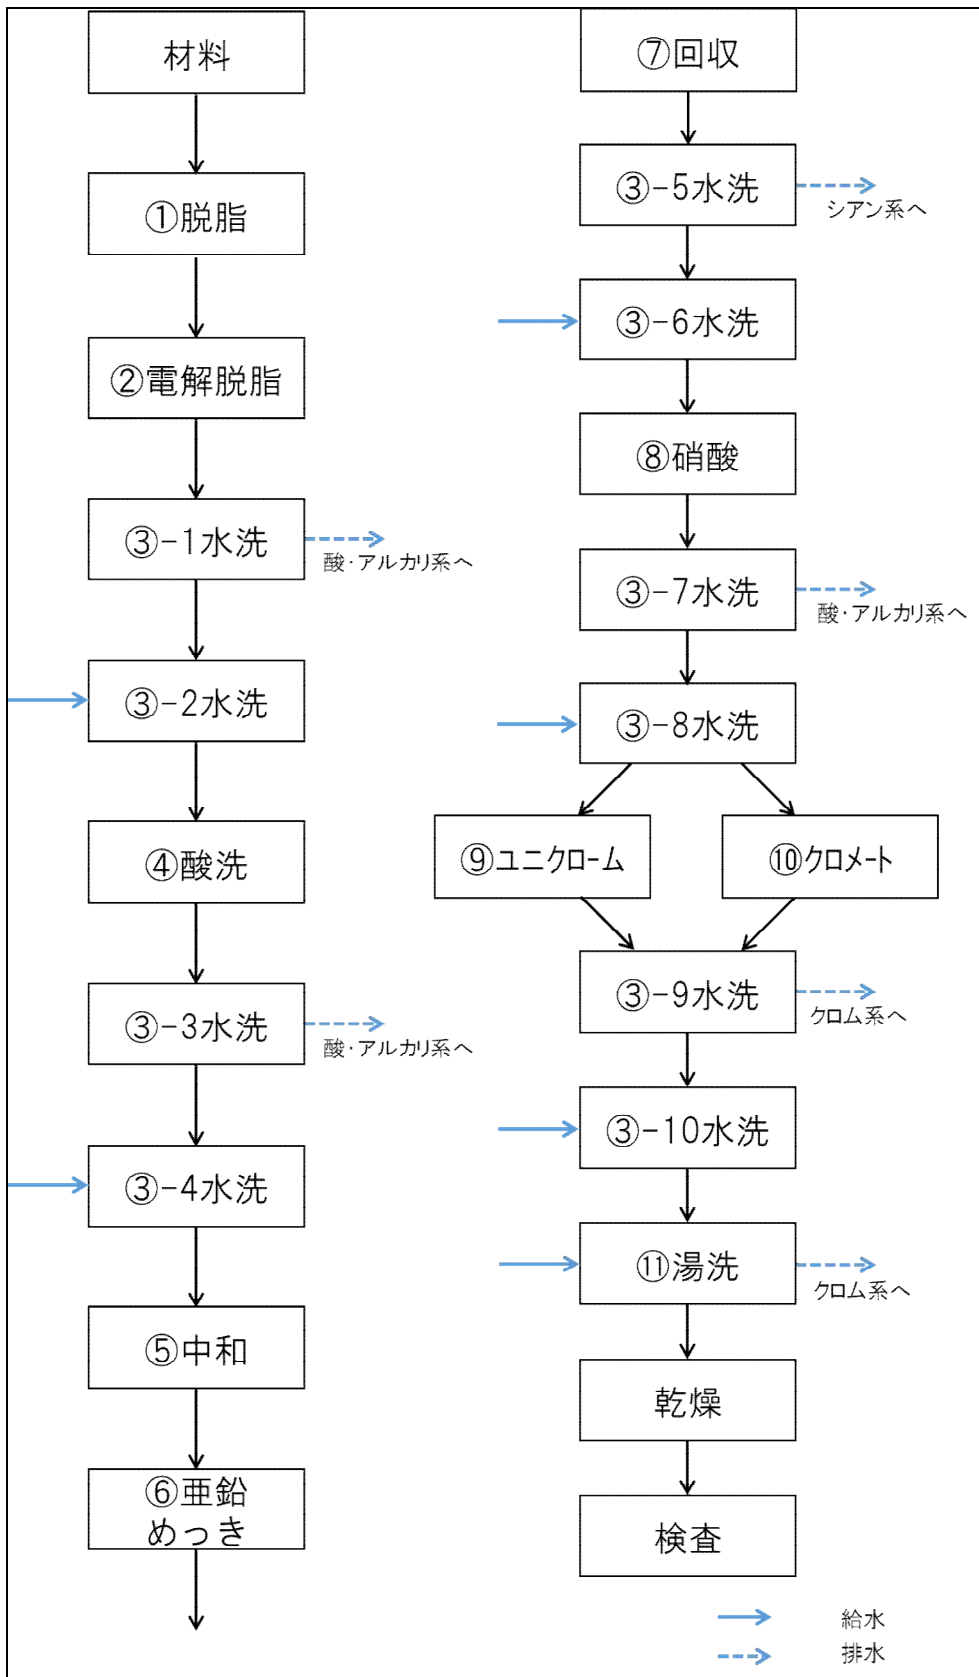 材料
①脱脂
②電解脱脂
③-1水洗
酸・アルカリ系へ
③-2水洗
④酸洗
③-3水洗
酸・アルカリ系へ
③-4水洗
⑤中和
⑥亜鉛
めっき
⑦回収
③-5水洗
シアン系へ
③-6水洗
⑧硝酸
③-7水洗
酸・アルカリ系へ
③-8水洗
⑨ユニクローム
⑩クロメート
③-9水洗
クロム系へ
③-10水洗
⑪湯洗
クロム系へ
乾燥
検査
給水
排水